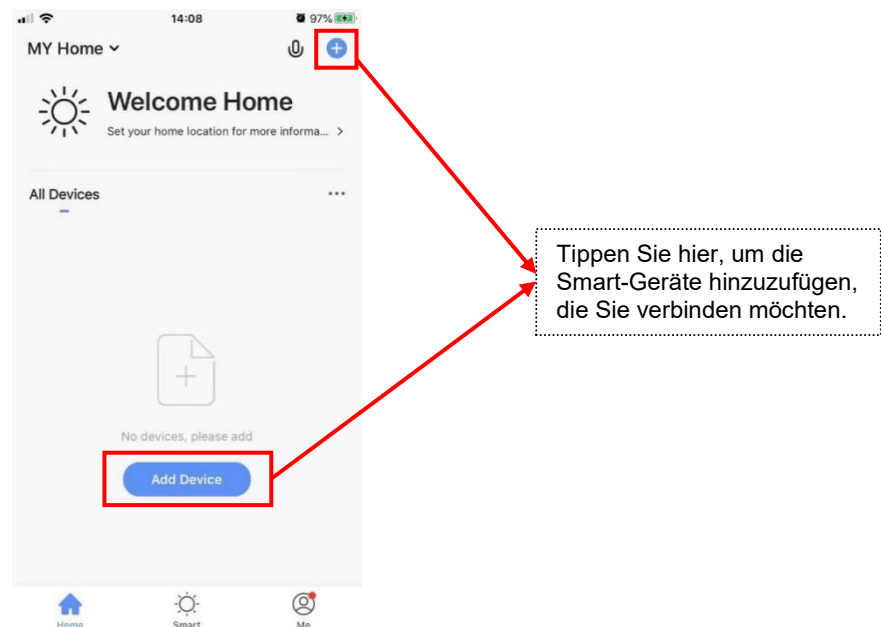 14:08
97%
MY Home
Welcome Home
Set your home location for more informa...
All Devices
...
Tippen Sie hier, um die
Smart-Geräte hinzuzufügen,
die Sie verbinden möchten.
No devices, please add
Add Device
Home
Smart
Me